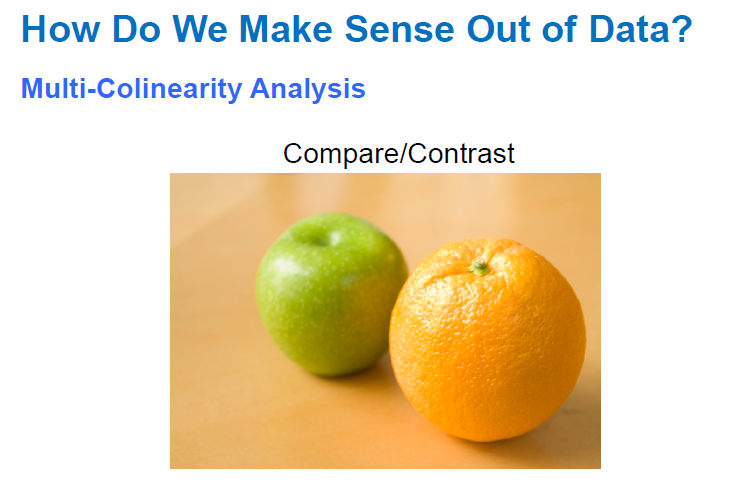 How Do We Make Sense Out of Data?
Multi-Colinearity Analysis
Compare/Contrast